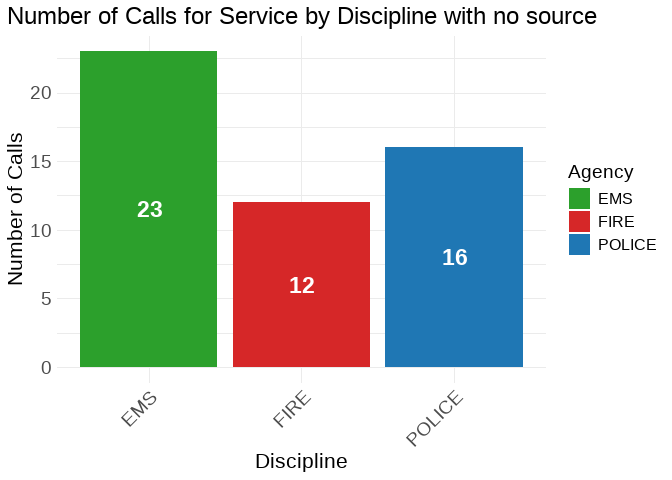 Number of Calls for Service by Discipline with no source
Number of Calls
20
15
10
5
0
23
12
16
EMS
FIRE
POLICE
Discipline
Agency
EMS
FIRE
POLICE